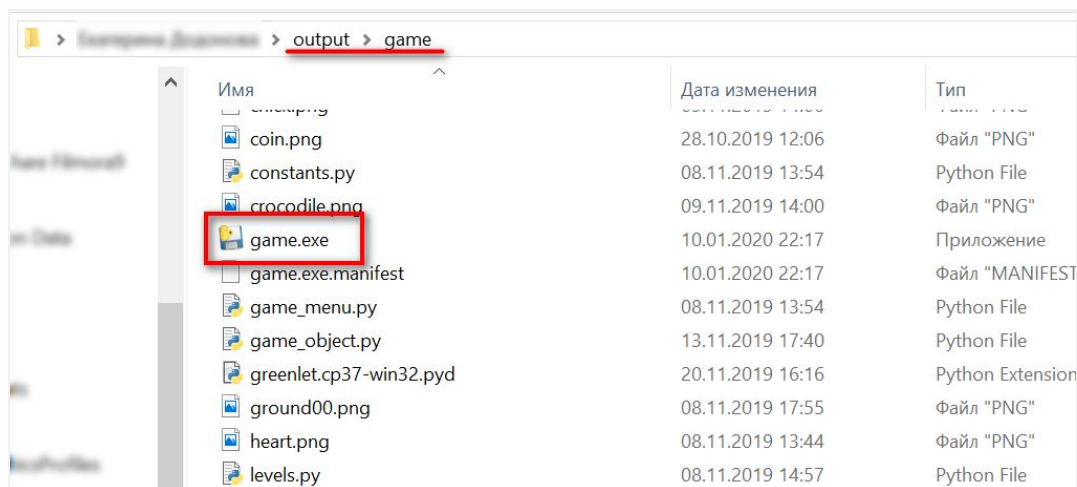 output > game
Имя Дата изменения Тип
coin.png 28.10.2019 12:06 Файл "PNG"
constants.py 08.11.2019 13:54 Python File
crocodile.png 09.11.2019 14:00 Файл "PNG"
game.exe 10.01.2020 22:17 Приложение
game.exe.manifest 10.01.2020 22:17 Файл "MANIFEST
game_menu.py 08.11.2019 13:54 Python File
game_object.py 13.11.2019 17:40 Python File
greenlet.cp37-win32.pyd 20.11.2019 16:16 Python Extension
ground00.png 08.11.2019 17:55 Файл "PNG"
heart.png 08.11.2019 13:44 Файл "PNG"
levels.py 08.11.2019 14:57 Python File